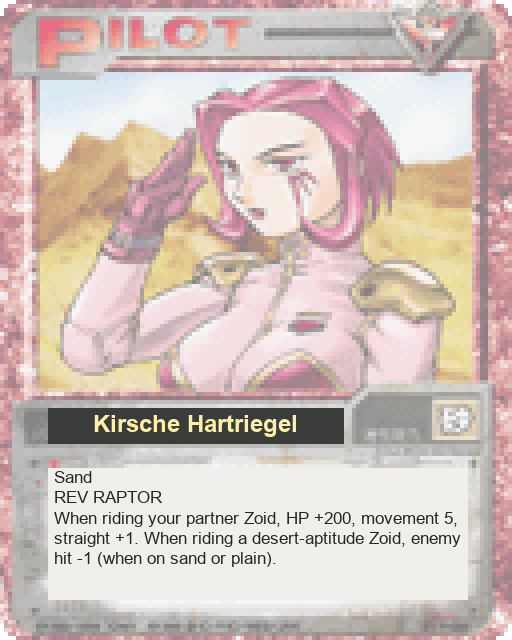 PILOT
Kirsche Hartriegel
Sand
REV RAPTOR
When riding your partner Zoid, HP +200, movement 5,
straight +1. When riding a desert-aptitude Zoid, enemy
hit -1 (when on sand or plain).